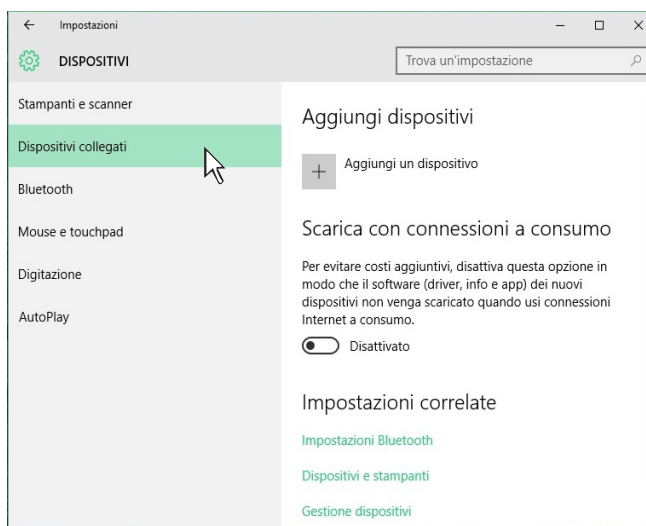 Impostazioni
DISPOSITIVI
Trova un'impostazione
Stampanti e scanner
Dispositivi collegati
Bluetooth
Mouse e touchpad
Digitazione
AutoPlay
Aggiungi dispositivi
Aggiungi un dispositivo
Scarica con connessioni a consumo
Per evitare costi aggiuntivi, disattiva questa opzione in
modo che il software (driver, info e app) dei nuovi
dispositivi non venga scaricato quando usi connessioni
Internet a consumo.
Disattivato
Impostazioni correlate
Impostazioni Bluetooth
Dispositivi e stampanti
Gestione dispositivi